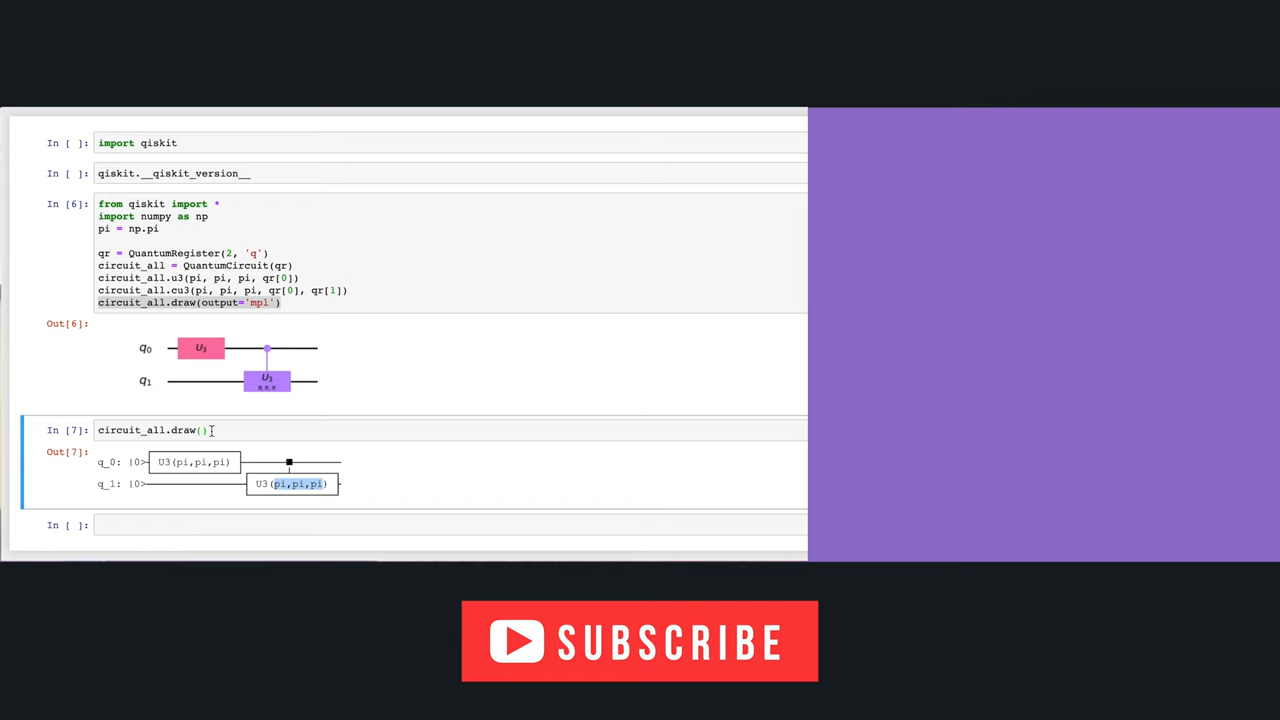 In [ ]: import qiskit
In [ ]: qiskit.__qiskit_version__
In [6]: from qiskit import *
import numpy as np
pi = np.pi
qr = QuantumRegister(2, 'q')
circuit_all = QuantumCircuit(qr)
circuit_all.u3(pi, pi, pi, qr[0])
circuit_all.cu3(pi, pi, pi, qr[0], qr[1])
circuit_all.draw(output='mpl')
Out[6]:
q0 U3
q1 U3
π,π,π
In [7]: circuit_all.draw()
Out[7]:
q_0: |0> U3(pi,pi,pi)
q_1: |0> U3(pi,pi,pi)
In [ ]:
SUBSCRIBE